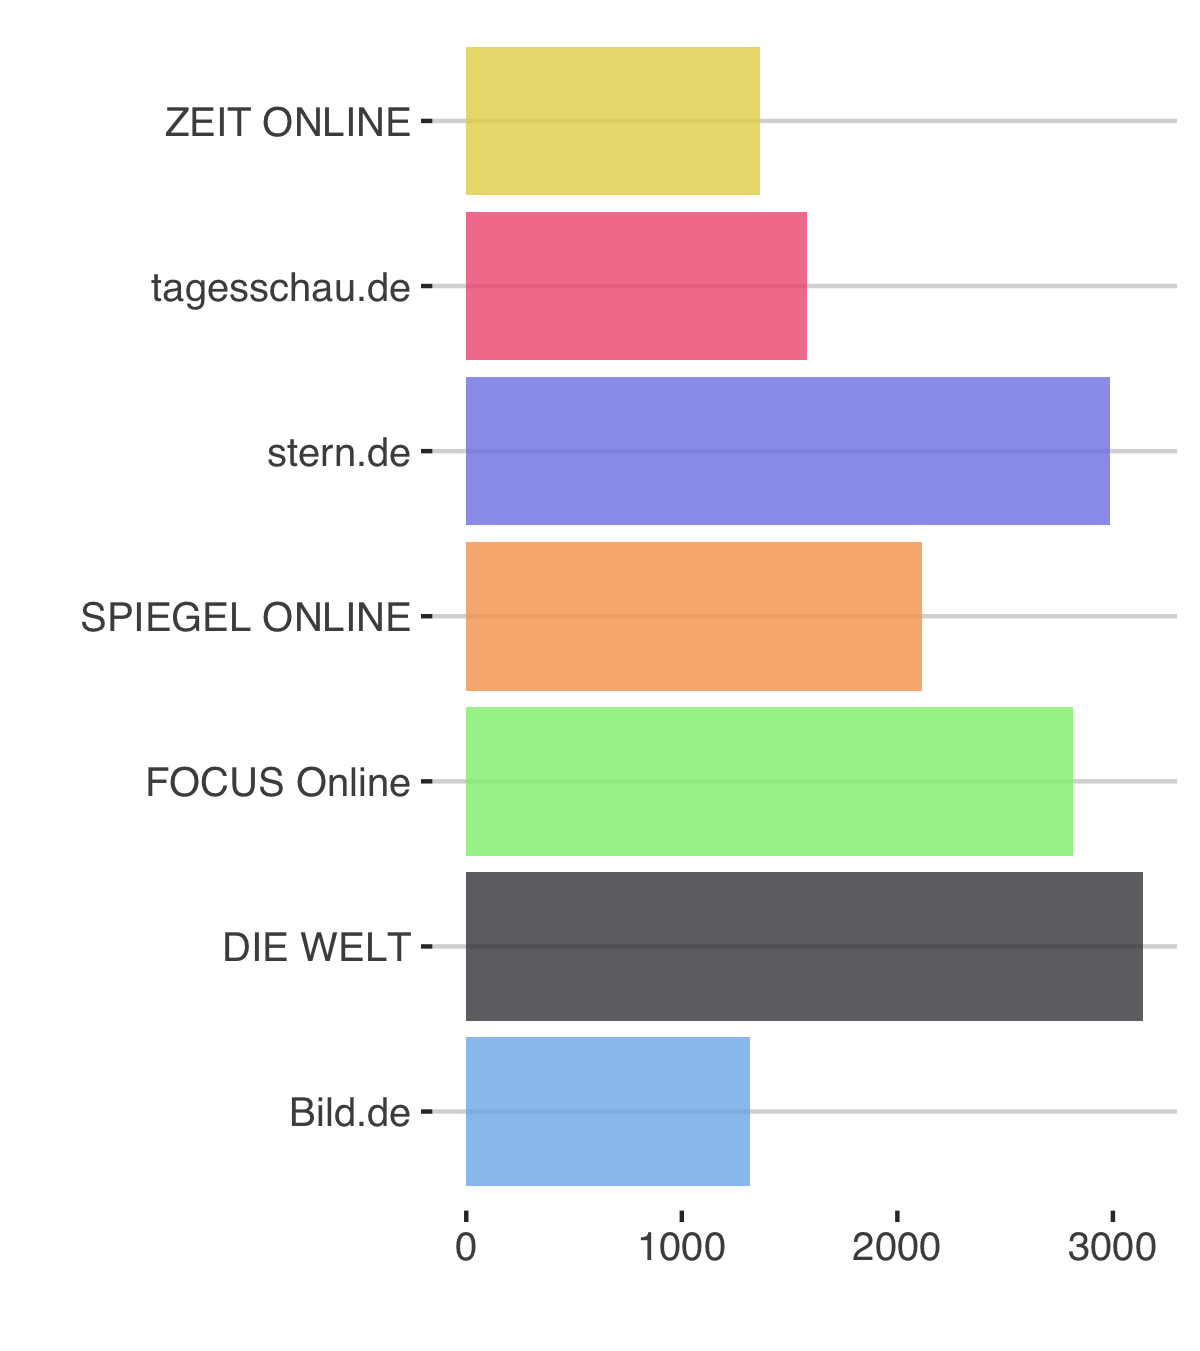 ZEIT ONLINE
tagesschau.de
stern.de
SPIEGEL ONLINE
FOCUS Online
DIE WELT
Bild.de
0 1000 2000 3000